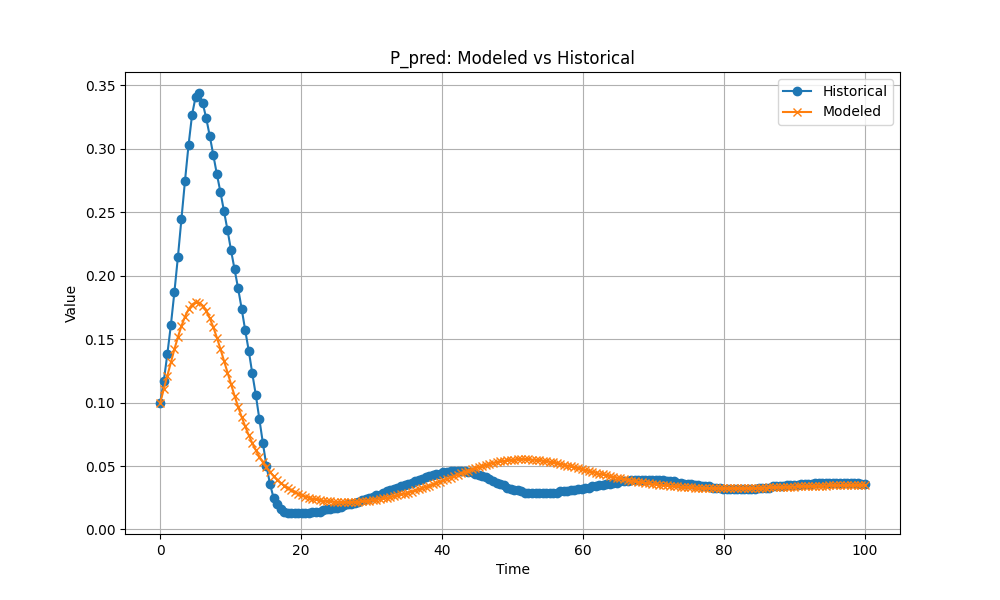 P_pred: Modeled vs Historical
Historical
Modeled
Value
0.35
0.30
0.25
0.20
0.15
0.10
0.05
0.00
0 20 40 60 80 100
Time